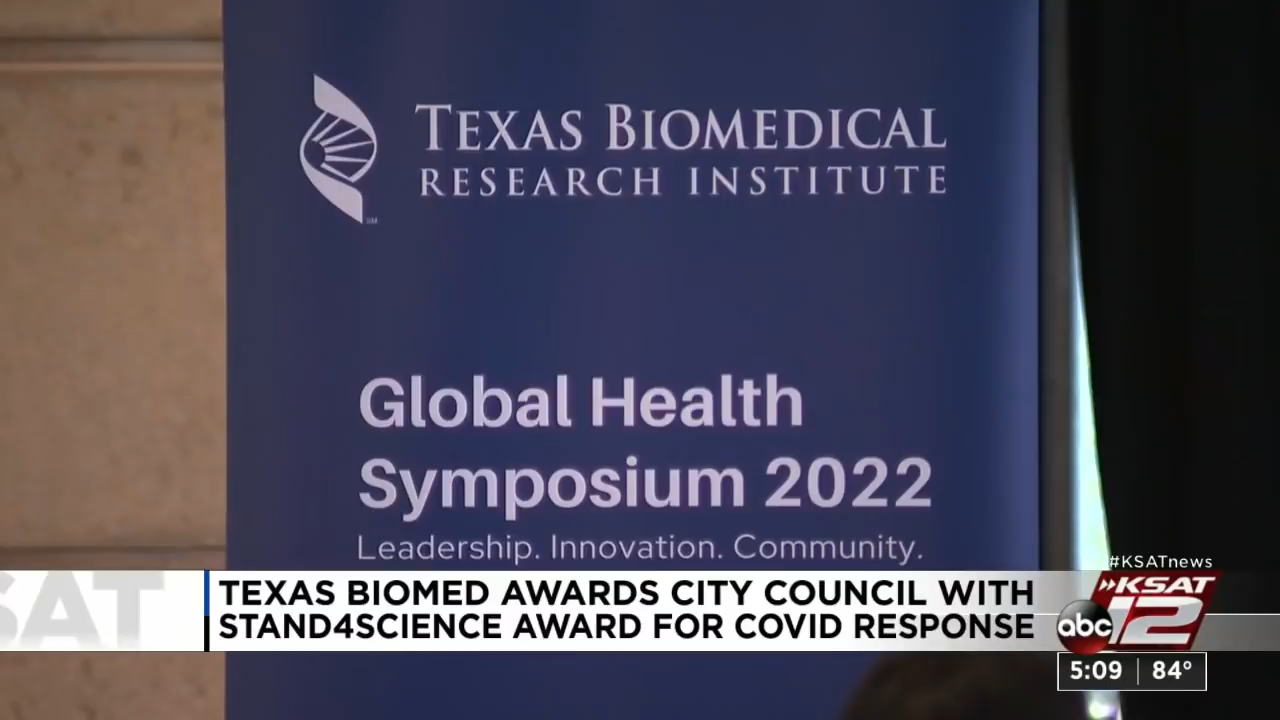 TEXAS BIOMEDICAL
RESEARCH INSTITUTE
SM
Global Health
Symposium 2022
Leadership. Innovation. Community.
#KSATnews
SAT
TEXAS BIOMED AWARDS CITY COUNCIL WITH
STAND4SCIENCE AWARD FOR COVID RESPONSE
KSAT
abc 12
5:09 84°